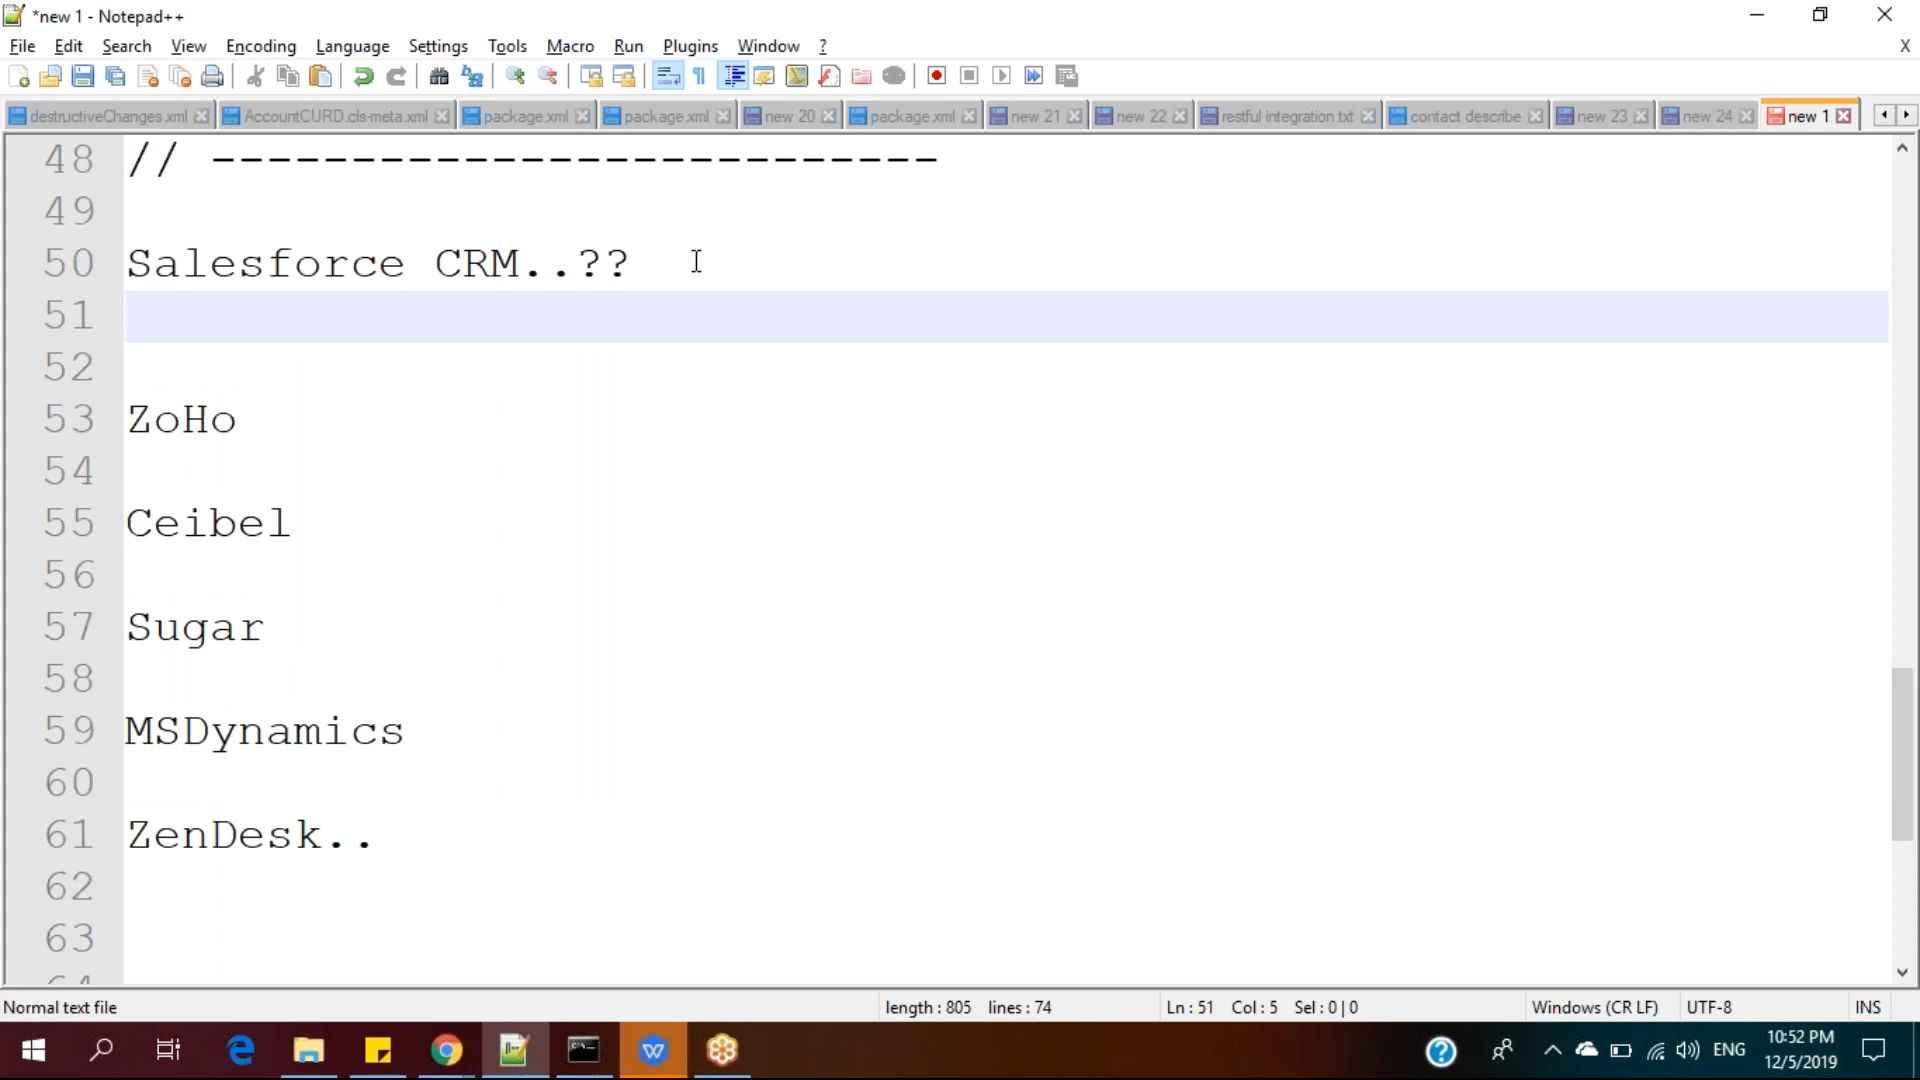 *new 1 - Notepad++
File Edit Search View Encoding Language Settings Tools Macro Run Plugins Window ? X
destructiveChanges.xml AccountCURD.cls-meta.xml package.xml package.xml new 20 package.xml new 21 new 22 restful integration.txt contact describe new 23 new 24 new 1
48 // --------------------------
49
50 Salesforce CRM..??
51
52
53 ZoHo
54
55 Ceibel
56
57 Sugar
58
59 MSDynamics
60
61 ZenDesk..
62
63
64
Normal text file length : 805 lines : 74 Ln : 51 Col : 5 Sel : 0 | 0 Windows (CR LF) UTF-8 INS
ENG 10:52 PM
12/5/2019